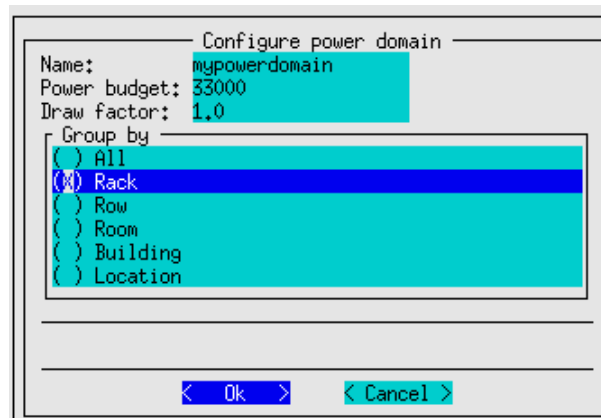 Configure power domain
Name: mypowerdomain
Power budget: 33000
Draw factor: 1.0
Group by
( ) All
(X) Rack
( ) Row
( ) Room
( ) Building
( ) Location
< Ok > < Cancel >